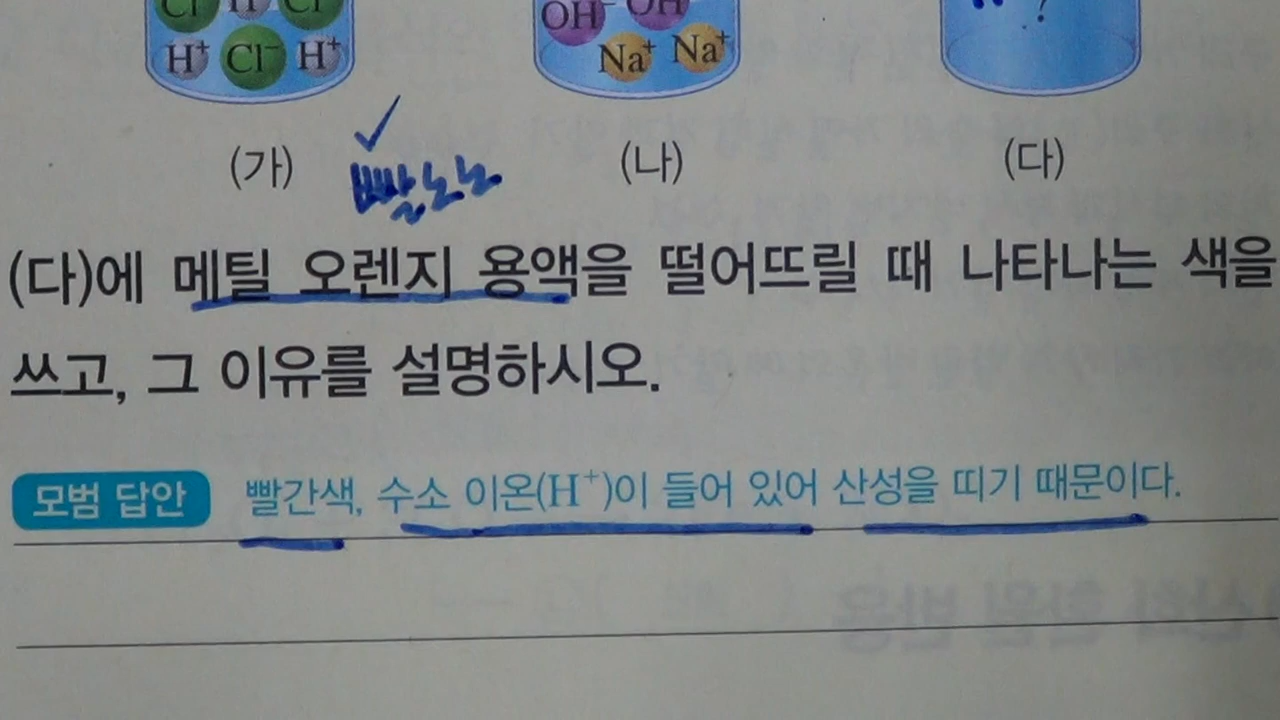 Cl⁻ H⁺ Cl⁻ OH⁻ OH⁻ ?
H⁺ Cl⁻ H⁺ Na⁺ Na⁺
(가) (나) (다)
빨노노
(다)에 메틸 오렌지 용액을 떨어뜨릴 때 나타나는 색을
쓰고, 그 이유를 설명하시오.
모범 답안 빨간색, 수소 이온(H⁺)이 들어 있어 산성을 띠기 때문이다.